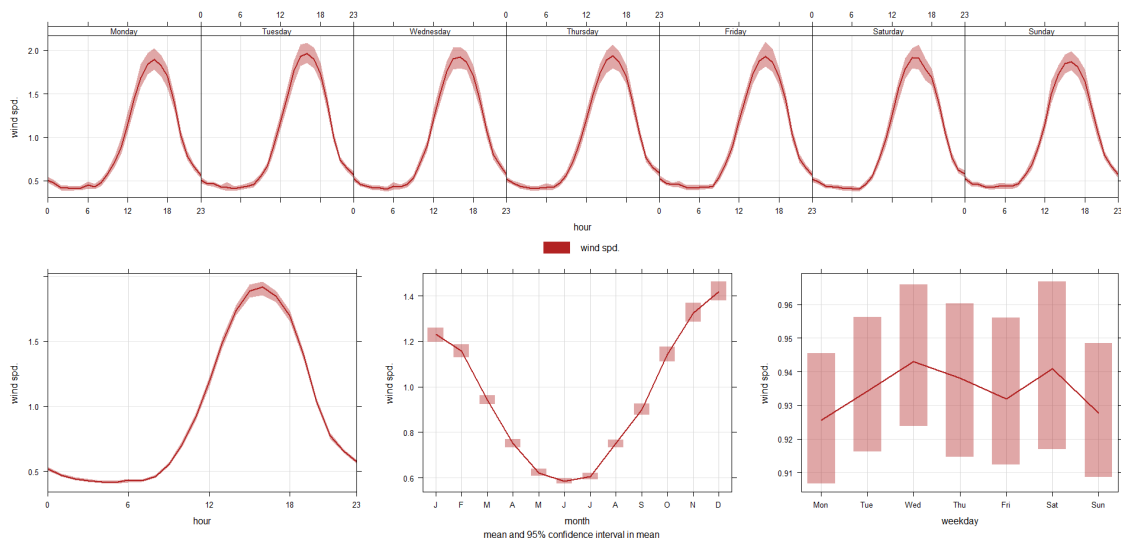 0 6 12 18 23 0 6 12 18 23 0 6 12 18 23
Monday Tuesday Wednesday Thursday Friday Saturday Sunday
wind spd.
2.0
1.5
1.0
0.5
0 6 12 18 23 0 6 12 18 23 0 6 12 18 23 0 6 12 18 23
hour
wind spd.
wind spd.
1.5
1.0
0.5
0 6 12 18 23
hour
wind spd.
1.4
1.2
1.0
0.8
0.6
J F M A M J J A S O N D
month
mean and 95% confidence interval in mean
wind spd.
0.96
0.95
0.94
0.93
0.92
0.91
Mon Tue Wed Thu Fri Sat Sun
weekday